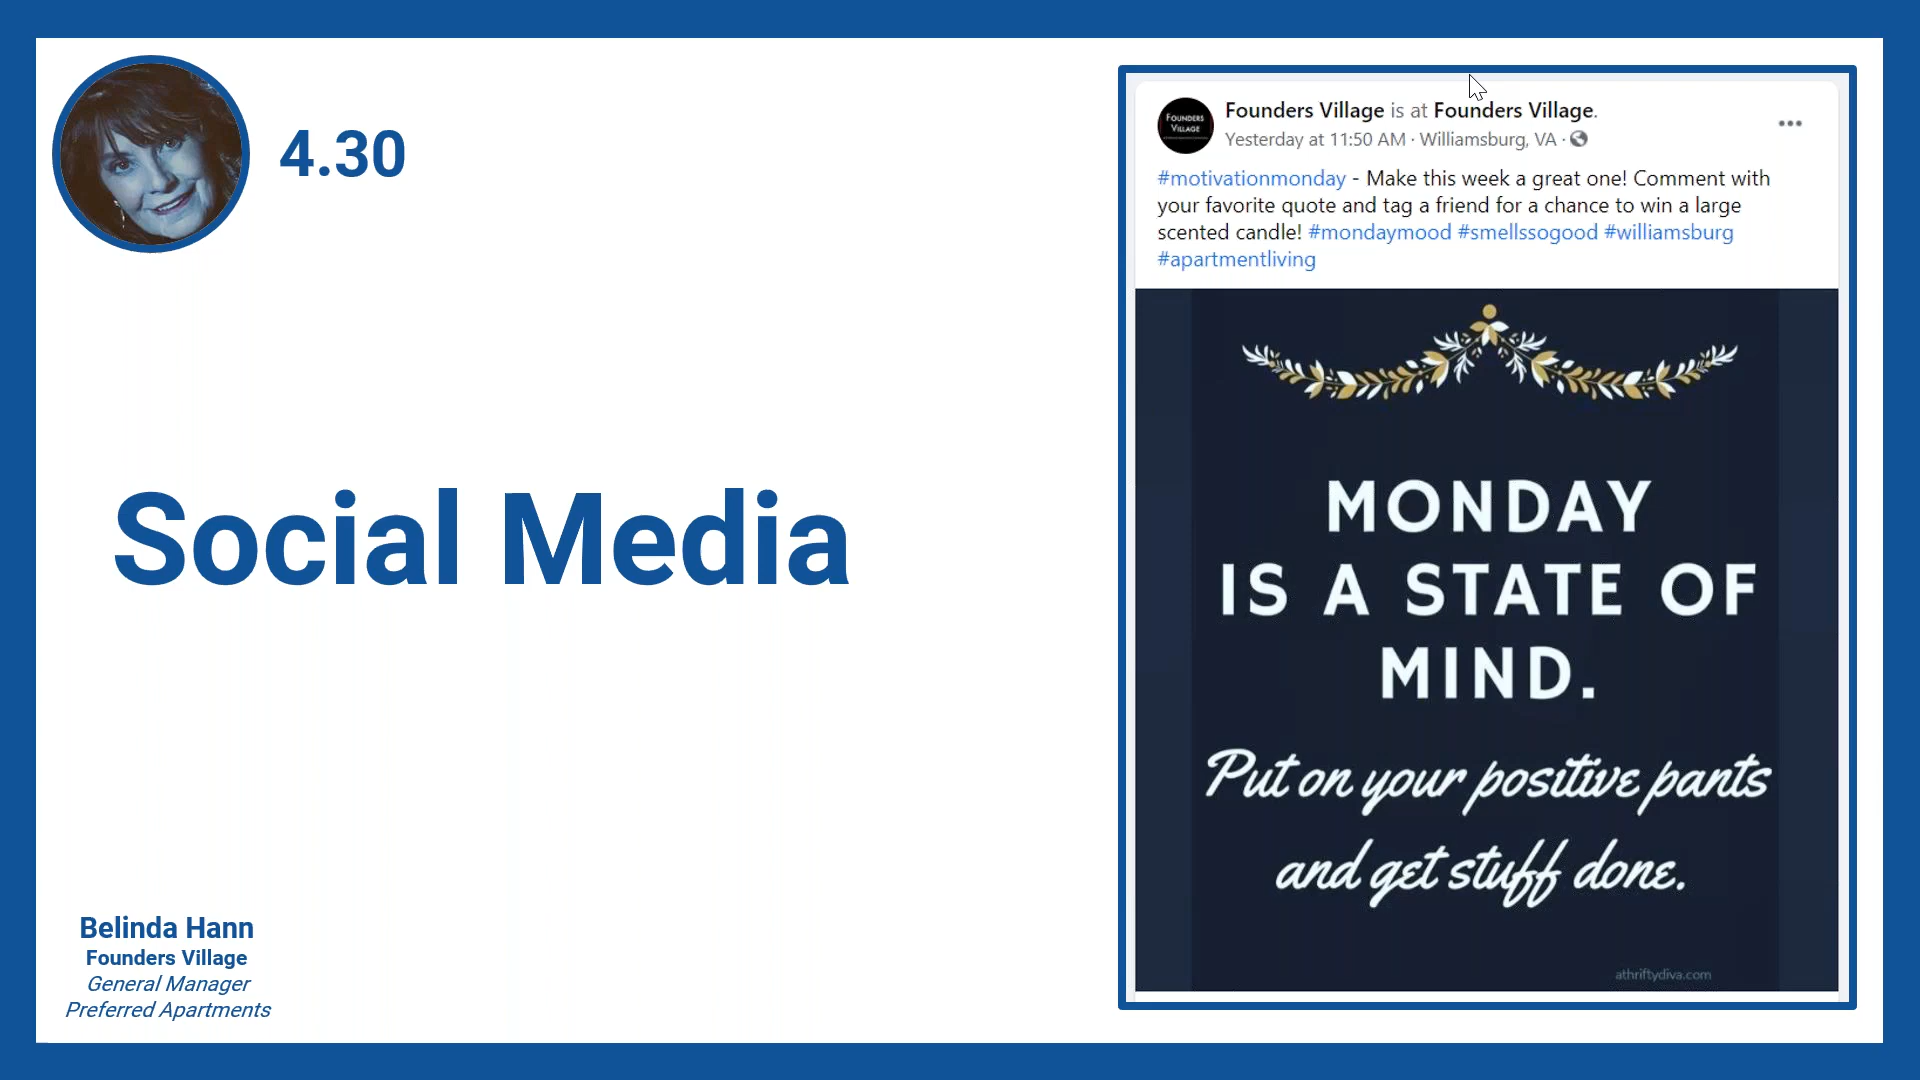 4.30
Social Media
Belinda Hann
Founders Village
General Manager
Preferred Apartments
FOUNDERS
VILLAGE
Founders Village is at Founders Village.
Yesterday at 11:50 AM · Williamsburg, VA ·
#motivationmonday - Make this week a great one! Comment with
your favorite quote and tag a friend for a chance to win a large
scented candle! #mondaymood #smellssogood #williamsburg
#apartmentliving
MONDAY
IS A STATE OF
MIND.
Put on your positive pants
and get stuff done.
athriftydiva.com